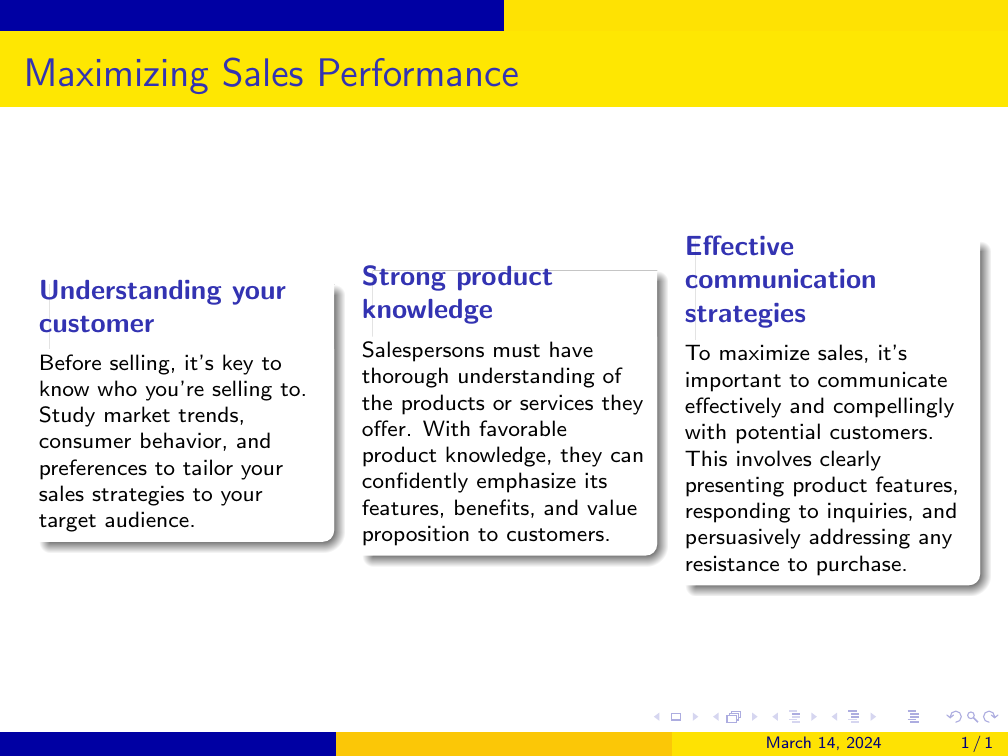 Maximizing Sales Performance
Understanding your
customer
Before selling, it's key to
know who you're selling to.
Study market trends,
consumer behavior, and
preferences to tailor your
sales strategies to your
target audience.
Strong product
knowledge
Salespersons must have
thorough understanding of
the products or services they
offer. With favorable
product knowledge, they can
confidently emphasize its
features, benefits, and value
proposition to customers.
Effective
communication
strategies
To maximize sales, it's
important to communicate
effectively and compellingly
with potential customers.
This involves clearly
presenting product features,
responding to inquiries, and
persuasively addressing any
resistance to purchase.
March 14, 2024 1 / 1